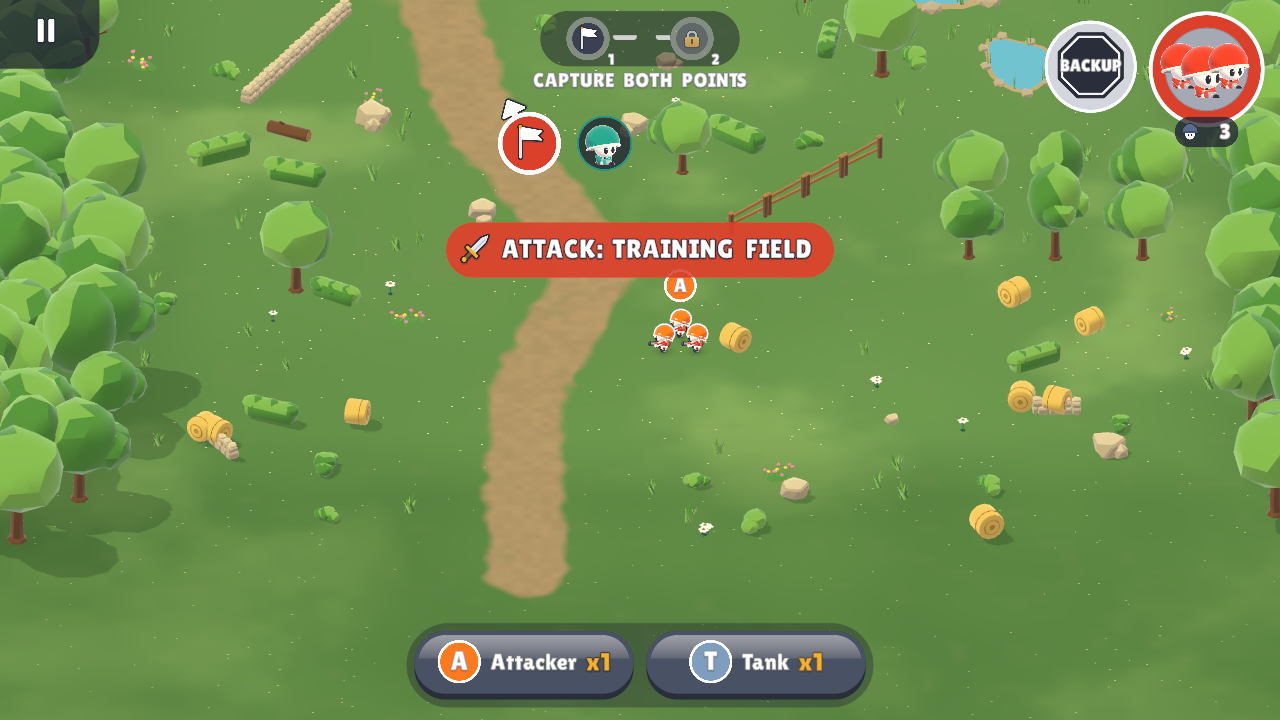 1
2
CAPTURE BOTH POINTS
BACKUP
3
ATTACK: TRAINING FIELD
A
A Attacker x1
T Tank x1